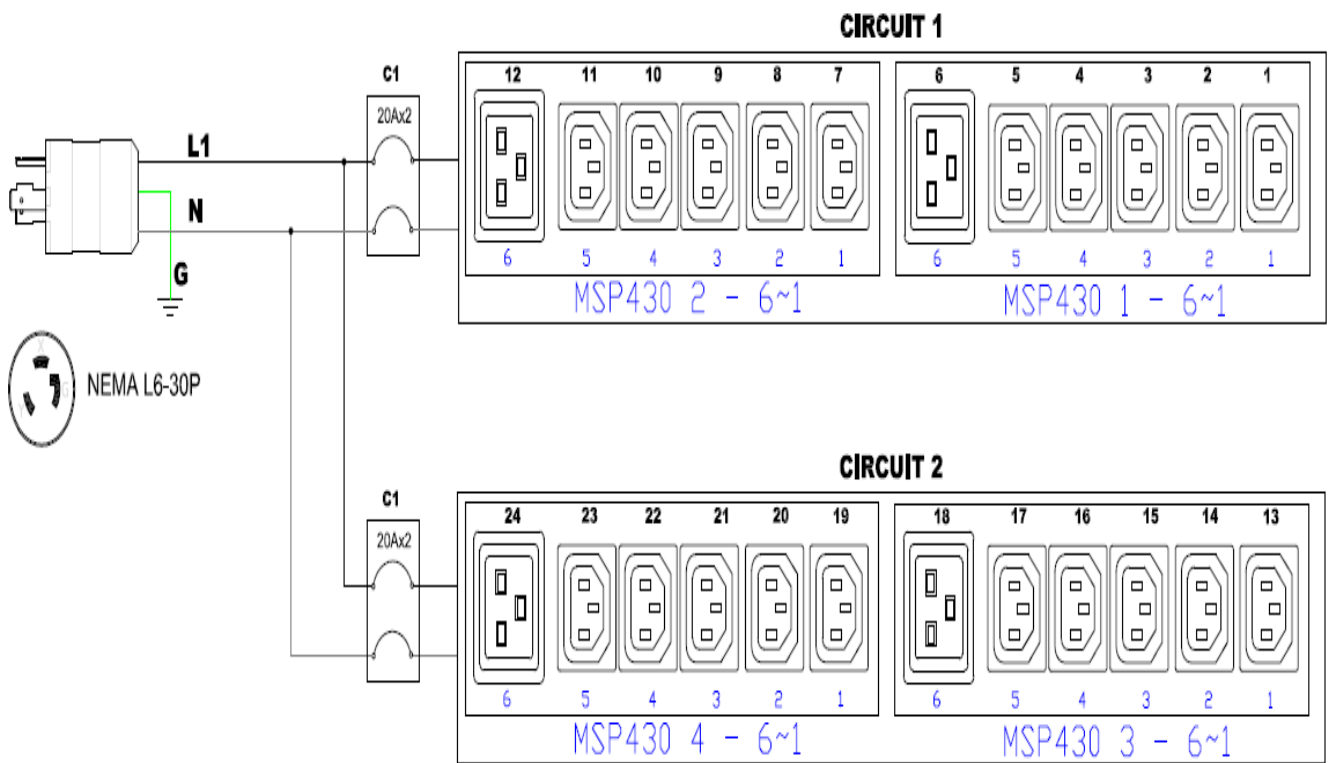 CIRCUIT 1
C1
20Ax2
12 11 10 9 8 7 6 5 4 3 2 1
L1
N
G
6 5 4 3 2 1 6 5 4 3 2 1
MSP430 2 - 6~1 MSP430 1 - 6~1
NEMA L6-30P
CIRCUIT 2
C1
20Ax2
24 23 22 21 20 19 18 17 16 15 14 13
6 5 4 3 2 1 6 5 4 3 2 1
MSP430 4 - 6~1 MSP430 3 - 6~1